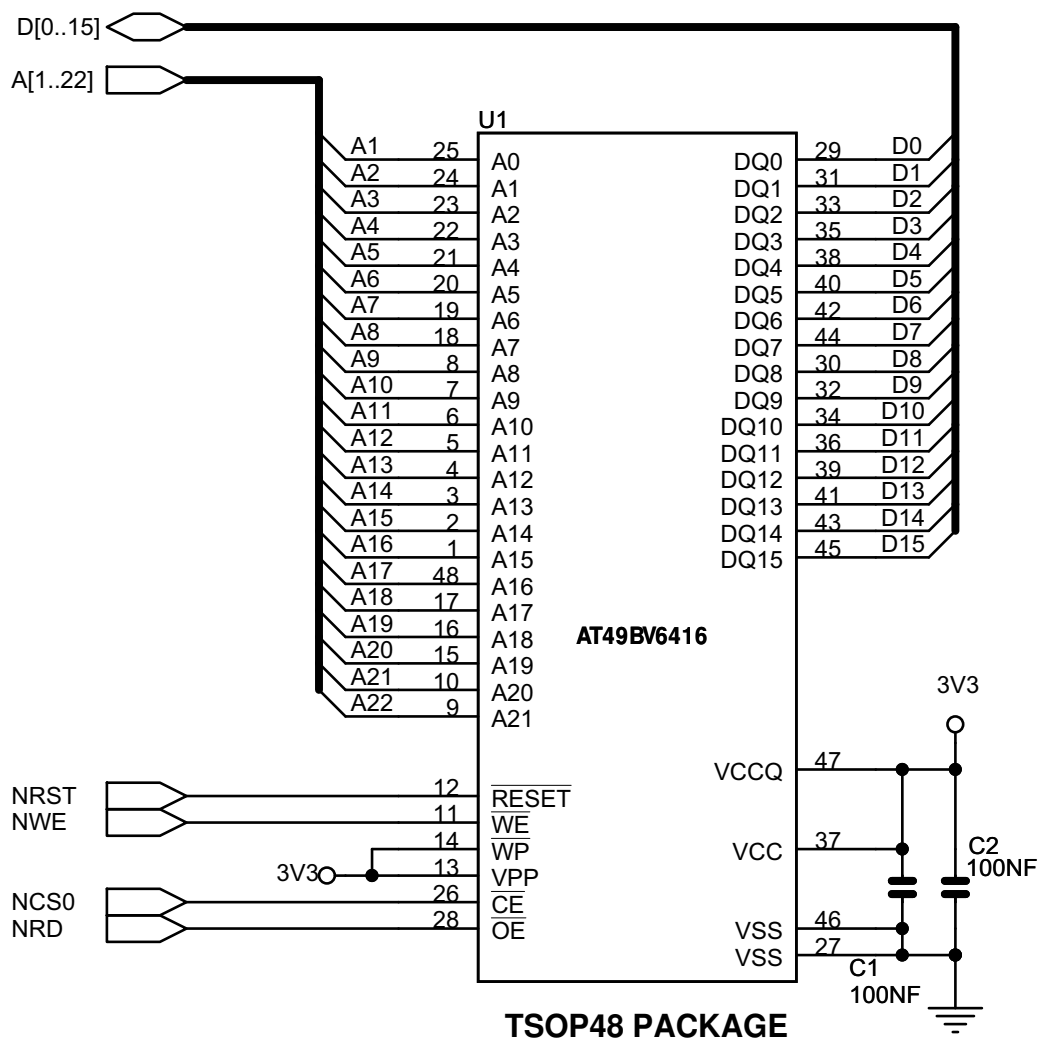 D[0..15]
A[1..22]
U1
A1 25 A0 DQ0 29 D0
A2 24 A1 DQ1 31 D1
A3 23 A2 DQ2 33 D2
A4 22 A3 DQ3 35 D3
A5 21 A4 DQ4 38 D4
A6 20 A5 DQ5 40 D5
A7 19 A6 DQ6 42 D6
A8 18 A7 DQ7 44 D7
A9 8 A8 DQ8 30 D8
A10 7 A9 DQ9 32 D9
A11 6 A10 DQ10 34 D10
A12 5 A11 DQ11 36 D11
A13 4 A12 DQ12 39 D12
A14 3 A13 DQ13 41 D13
A15 2 A14 DQ14 43 D14
A16 1 A15 DQ15 45 D15
A17 48 A16
A18 17 A17
A19 16 A18 AT49BV6416
A20 15 A19
A21 10 A20 3V3
A22 9 A21
VCCQ 47
NRST 12 RESET
NWE 11 WE
14 WP VCC 37 C2
3V3 13 VPP 100NF
NCS0 26 CE
NRD 28 OE VSS 46
VSS 27
C1
100NF
TSOP48 PACKAGE